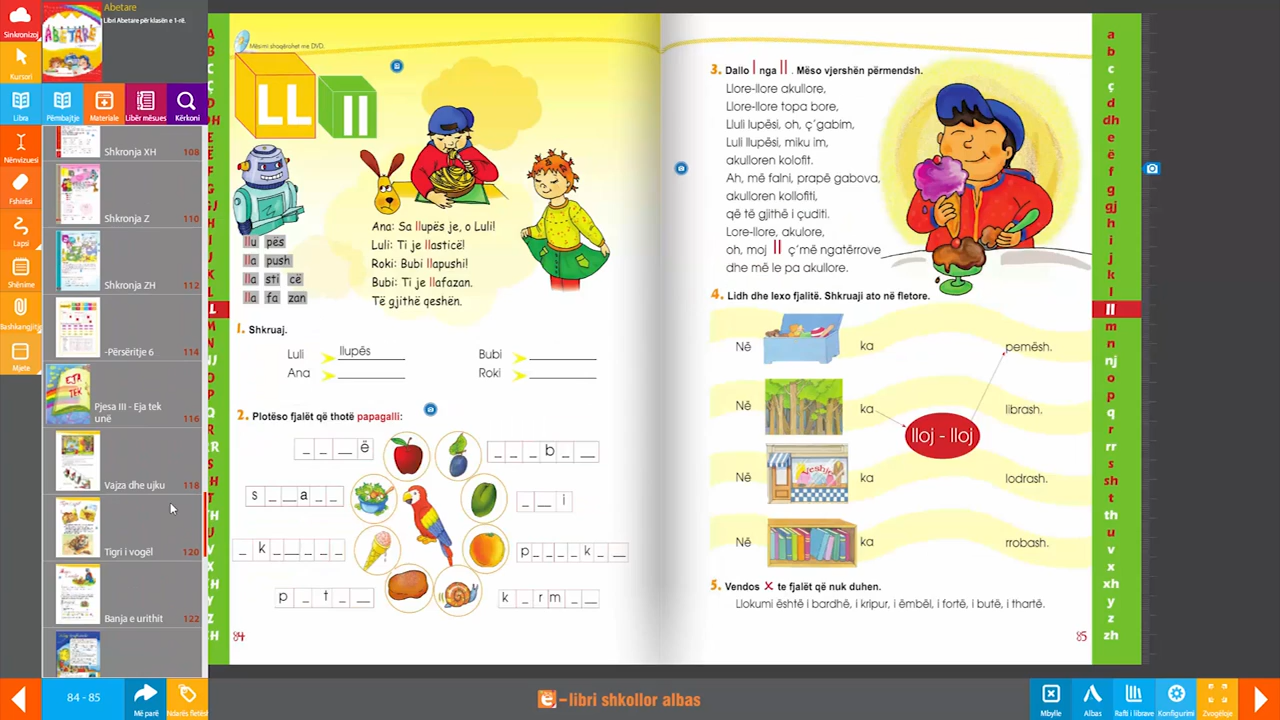 Abetare
Libri Abetare për klasën e 1-rë.
ABETARE
Sinkronizoj
Kursori
Libra
Përmbajtje
Materiale
Libër mësues
Kërkoni
Nënvizuesi
Fshirësi
Lapsi
Shënime
Bashkangjitje
Mjete
Shkronja XH 108
Shkronja Z 110
Shkronja ZH 112
-Përsëritje 6 114
Pjesa III - Eja tek
unë 116
Vajza dhe ujku 118
Tigri i vogël 120
Banja e urithit 122
Mësimi shoqërohet me DVD.
LL ll
llu pës
lla push
lla sti cë
lla fa zan
Ana: Sa llupës je, o Luli!
Luli: Ti je llasticë!
Roki: Bubi llapushi!
Bubi: Ti je llafazan.
Të gjithë qeshën.
1. Shkruaj.
Luli llupës Bubi
Ana Roki
2. Plotëso fjalët që thotë papagalli:
_ _ _ ë
_ _ _ b _ _
s _ _ a _ _
_ _ i
_ k _ _ _ _ _
p _ _ _ _ k _ _
p _ t _ _
k _ r m _ _
84
3. Dallo l nga ll . Mëso vjershën përmendsh.
Llore-llore akullore,
Llore-llore topa bore,
Lluli lupësi, oh, ç'gabim,
Luli llupësi, miku im,
akulloren kolofit.
Ah, më falni, prapë gabova,
akulloren kollofiti,
që të gjithë i çuditi.
Lore-llore, akulore,
oh, moj ll ç'më ngatërrove
dhe më le pa akullore.
4. Lidh dhe lexo fjalitë. Shkruaji ato në fletore.
Në ka pemësh.
Në ka librash.
lloj - lloj
Në ka lodrash.
Në ka rrobash.
5. Vendos x te fjalët që nuk duhen.
Llokumi është i bardhë, i kripur, i ëmbël, i fortë, i butë, i thartë.
85
a
b
c
ç
d
dh
e
ë
f
g
gj
h
i
j
k
l
ll
m
n
nj
o
p
q
r
rr
s
sh
t
th
u
v
x
xh
y
z
zh
84 - 85
Më parë
Ndarës fletësh
ë-libri shkollor albas
Mbylle
Albas
Rafti i librave
Konfigurimi
Zvogëloje